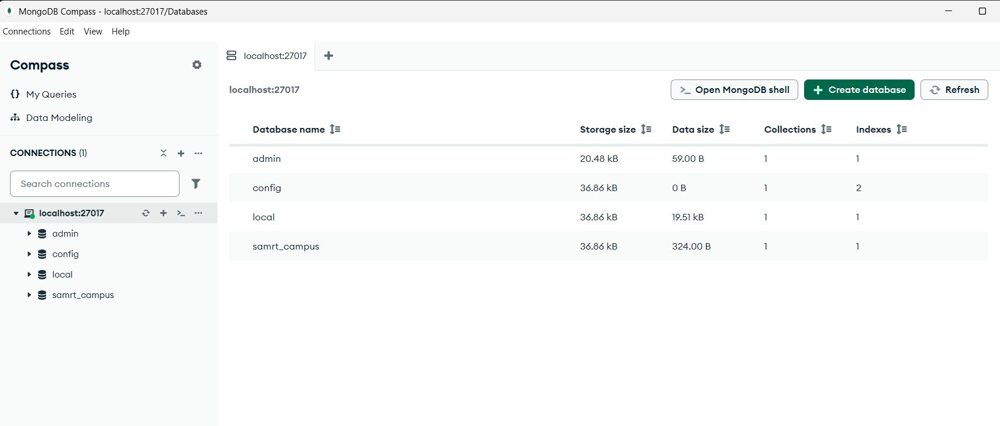 MongoDB Compass - localhost:27017/Databases
Connections Edit View Help
Compass
My Queries
Data Modeling
CONNECTIONS (1)
Search connections
localhost:27017
admin
config
local
samrt_campus
localhost:27017
localhost:27017
Open MongoDB shell
Create database
Refresh
Database name Storage size Data size Collections Indexes
admin 20.48 kB 59.00 B 1 1
config 36.86 kB 0 B 1 2
local 36.86 kB 19.51 kB 1 1
samrt_campus 36.86 kB 324.00 B 1 1